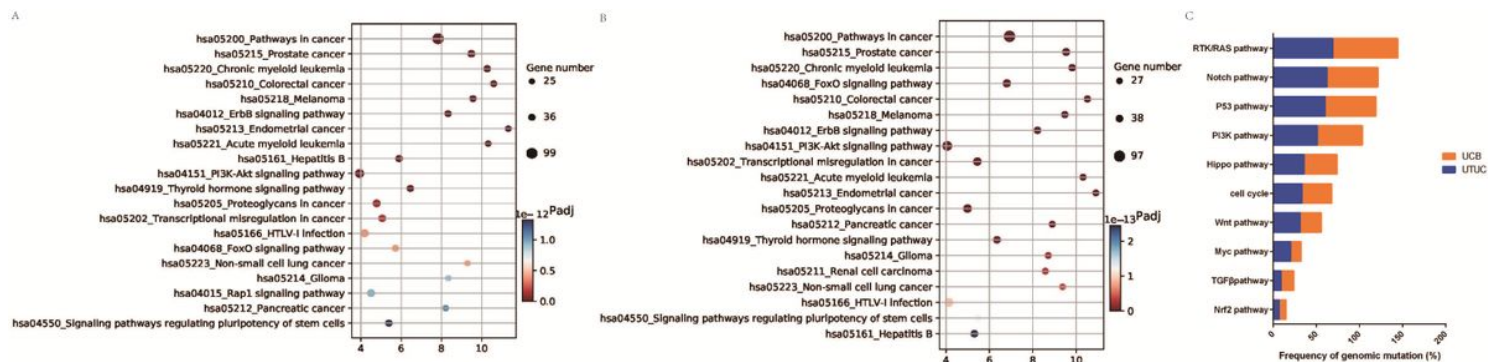 A
hsa05200_Pathways in cancer
hsa05215_Prostate cancer
hsa05220_Chronic myeloid leukemia
hsa05210_Colorectal cancer
hsa05218_Melanoma
hsa04012_ErbB signaling pathway
hsa05213_Endometrial cancer
hsa05221_Acute myeloid leukemia
hsa05161_Hepatitis B
hsa04151_PI3K-Akt signaling pathway
hsa04919_Thyroid hormone signaling pathway
hsa05205_Proteoglycans in cancer
hsa05202_Transcriptional misregulation in cancer
hsa05166_HTLV-I infection
hsa04068_FoxO signaling pathway
hsa05223_Non-small cell lung cancer
hsa05214_Glioma
hsa04015_Rap1 signaling pathway
hsa05212_Pancreatic cancer
hsa04550_Signaling pathways regulating pluripotency of stem cells
4 6 8 10
Gene number
25
36
99
1e−12 Padj
1.0
0.5
0.0
B
hsa05200_Pathways in cancer
hsa05215_Prostate cancer
hsa05220_Chronic myeloid leukemia
hsa04068_FoxO signaling pathway
hsa05210_Colorectal cancer
hsa05218_Melanoma
hsa04012_ErbB signaling pathway
hsa04151_PI3K-Akt signaling pathway
hsa05202_Transcriptional misregulation in cancer
hsa05221_Acute myeloid leukemia
hsa05213_Endometrial cancer
hsa05205_Proteoglycans in cancer
hsa05212_Pancreatic cancer
hsa04919_Thyroid hormone signaling pathway
hsa05214_Glioma
hsa05211_Renal cell carcinoma
hsa05223_Non-small cell lung cancer
hsa05166_HTLV-I infection
hsa04550_Signaling pathways regulating pluripotency of stem cells
hsa05161_Hepatitis B
4 6 8 10
Gene number
27
38
97
1e−13 Padj
2
1
0
C
RTK/RAS pathway
Notch pathway
P53 pathway
PI3K pathway
Hippo pathway
cell cycle
Wnt pathway
Myc pathway
TGFβpathway
Nrf2 pathway
0 50 100 150 200
Frequency of genomic mutation (%)
UCB
UTUC